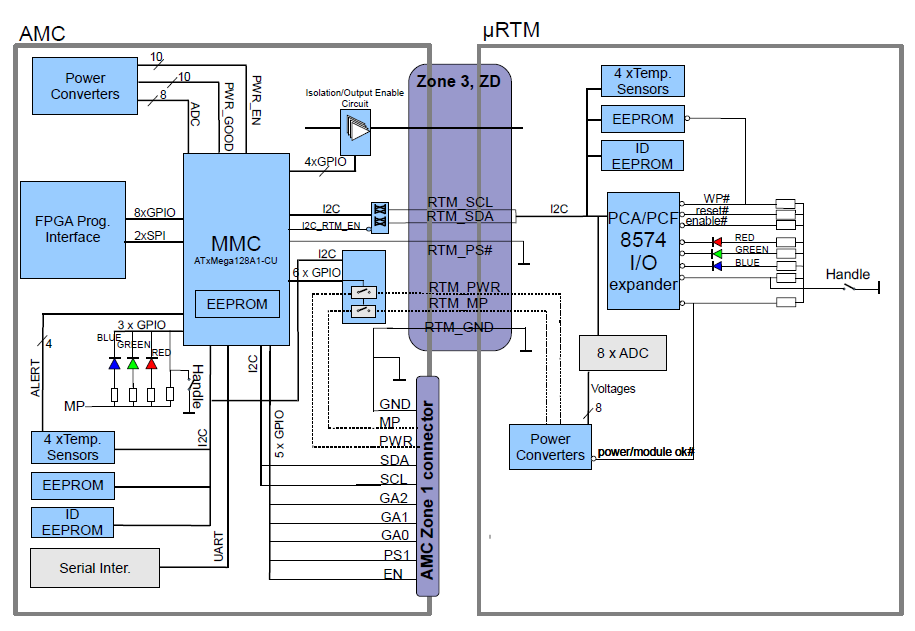 AMC
µRTM
Power
Converters
10
10
8
ADC
PWR_GOOD
PWR_EN
Isolation/Output Enable
Circuit
4xGPIO
Zone 3, ZD
4 xTemp.
Sensors
EEPROM
ID
EEPROM
FPGA Prog.
Interface
8xGPIO
2xSPI
MMC
ATxMega128A1-CU
EEPROM
I2C
I2C_RTM_EN
I2C
6 x GPIO
RTM_SCL
RTM_SDA
RTM_PS#
RTM_PWR
RTM_MP
RTM_GND
I2C
PCA/PCF
8574
I/O
expander
WP#
reset#
enable#
RED
GREEN
BLUE
Handle
8 x ADC
Voltages
8
Power
Converters
power/module ok#
3 x GPIO
BLUE
GREEN
RED
4
ALERT
MP
Handle
I2C
I2C
5 x GPIO
UART
4 xTemp.
Sensors
EEPROM
ID
EEPROM
Serial Inter.
GND
MP
PWR
SDA
SCL
GA2
GA1
GA0
PS1
EN
AMC Zone 1 connector